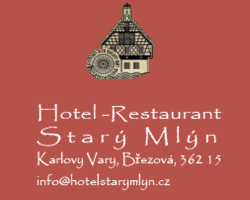 Hotel-Restaurant
Starý Mlýn
Karlovy Vary, Březová, 362 15
info@hotelstarymlyn.cz